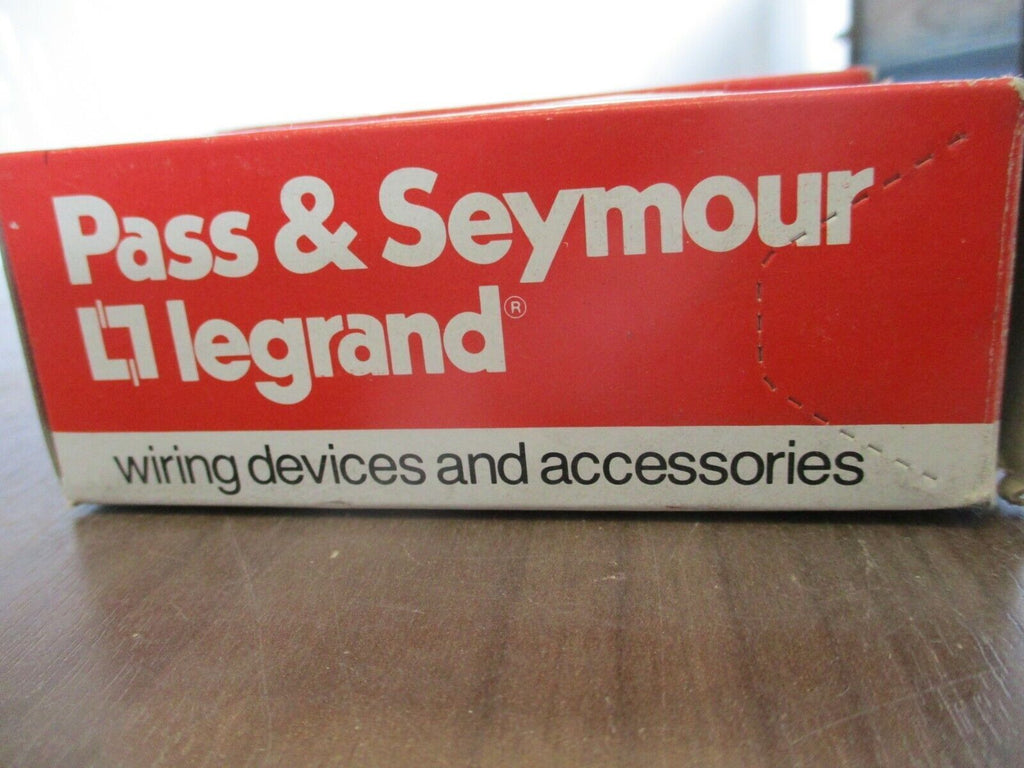 Pass & Seymour
legrand®
wiring devices and accessories